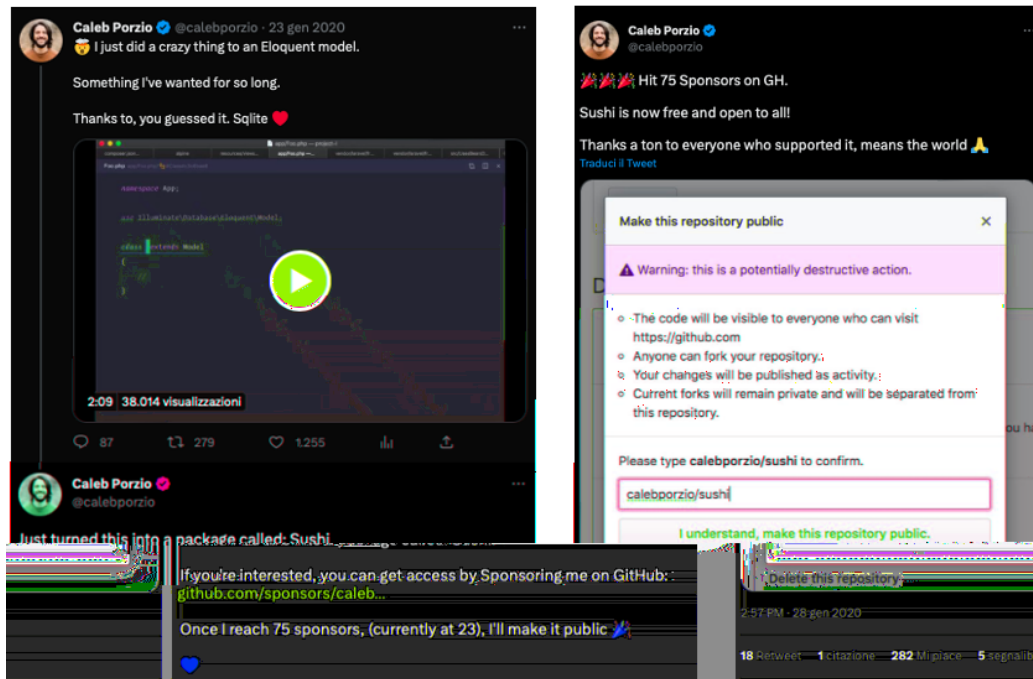 Caleb Porzio @calebporzio · 23 gen 2020
🤯 I just did a crazy thing to an Eloquent model.
Something I've wanted for so long.
Thanks to, you guessed it. Sqlite ❤️
namespace App;
use Illuminate\Database\Eloquent\Model;
extends Model
{
}
2:09 38.014 visualizzazioni
87 279 1.255
Caleb Porzio
@calebporzio
Just turned this into a package called: Sushi
If you're interested, you can get access by Sponsoring me on GitHub:
github.com/sponsors/caleb...
Once I reach 75 sponsors, (currently at 23), I'll make it public 🎉
💙
Caleb Porzio
@calebporzio
🎉🎉🎉 Hit 75 Sponsors on GH.
Sushi is now free and open to all!
Thanks a ton to everyone who supported it, means the world 🙏
Traduci il Tweet
Make this repository public
Warning: this is a potentially destructive action.
The code will be visible to everyone who can visit
https://github.com
Anyone can fork your repository.
Your changes will be published as activity.
Current forks will remain private and will be separated from
this repository.
Please type calebporzio/sushi to confirm.
calebporzio/sushi
I understand, make this repository public.
Delete this repository
2:57 PM · 28 gen 2020
18 Retweet 1 citazione 282 Mi piace 5 segnalib